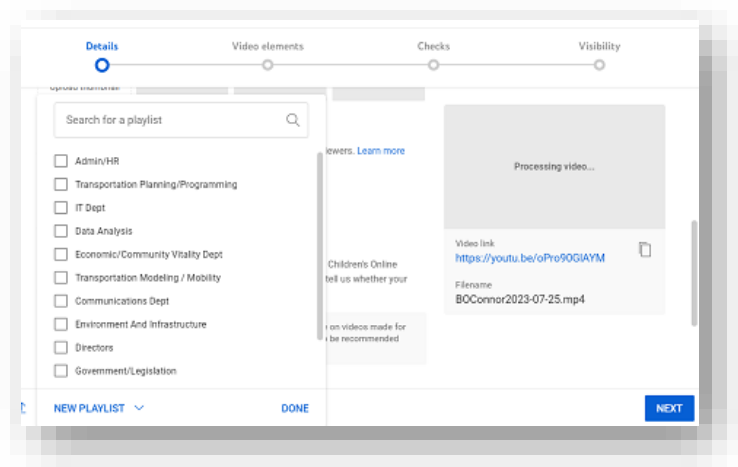 Details
Video elements
Checks
Visibility
Upload thumbnail
Search for a playlist
Admin/HR
Transportation Planning/Programming
IT Dept
Data Analysis
Economic/Community Vitality Dept
Transportation Modeling / Mobility
Communications Dept
Environment And Infrastructure
Directors
Government/Legislation
NEW PLAYLIST
DONE
iewers. Learn more
Children's Online
tell us whether your
e on videos made for
be recommended
Processing video...
Video link
https://youtu.be/oPro90GlAYM
Filename
BOConnor2023-07-25.mp4
NEXT